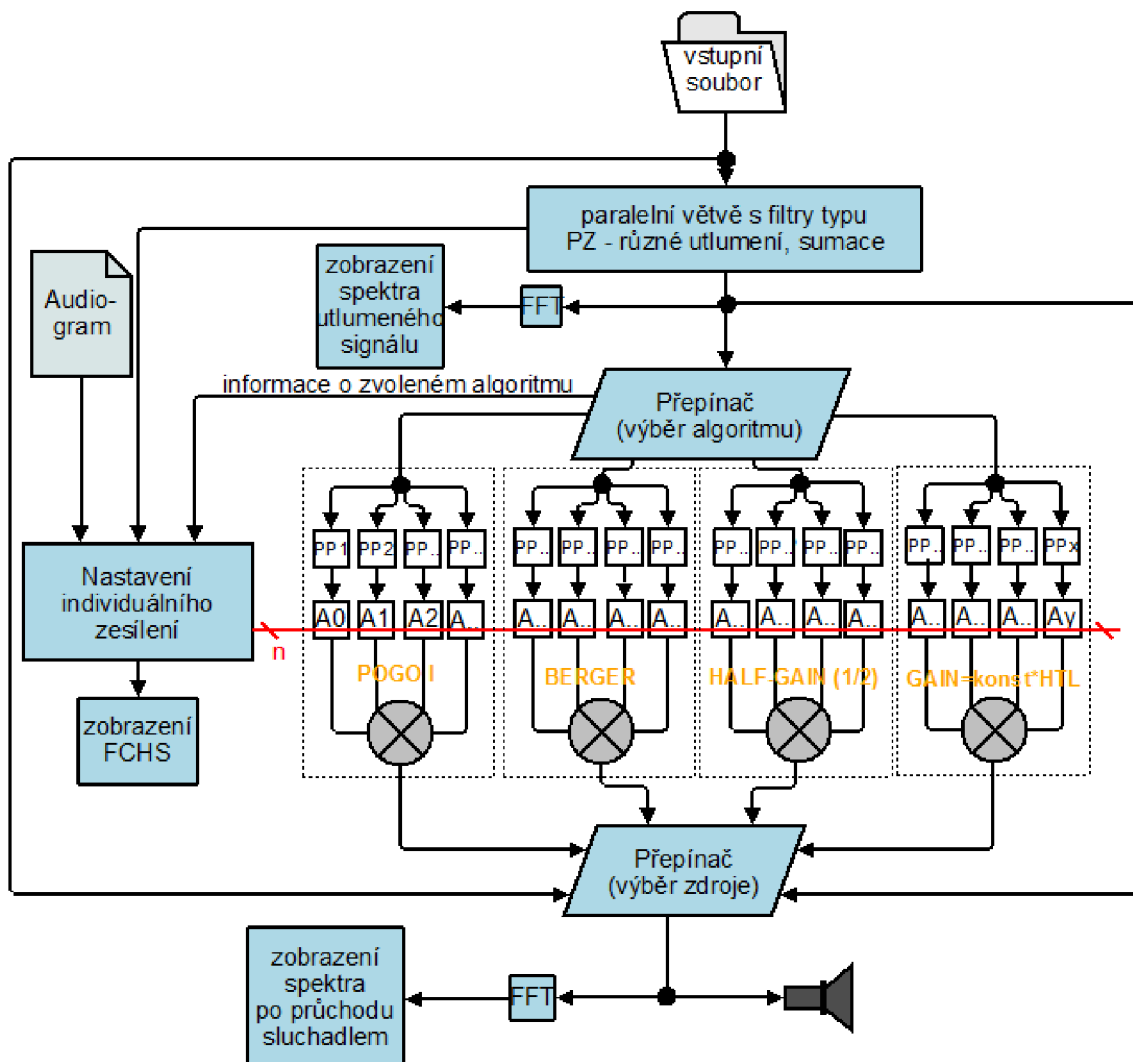 vstupní
soubor
paralelní větvě s filtry typu
PZ - různé utlumení, sumace
Audio-
gram
zobrazení
spektra
utlumeného
signálu
FFT
informace o zvoleném algoritmu
Přepínač
(výběr algoritmu)
PP1 PP2 PP.. PP.. PP.. PP.. PP.. PP.. PP.. PP.. PP.. PP.. PP.. PP.. PP.. PPx
A0 A1 A2 A.. A.. A.. A.. A.. A.. A.. A.. A.. A.. A.. A.. Ay
Nastavení
individuálního
zesílení
n
POGO I
BERGER
HALF-GAIN (1/2)
GAIN=konst*HTL
zobrazení
FCHS
Přepínač
(výběr zdroje)
zobrazení
spektra
po průchodu
sluchadlem
FFT